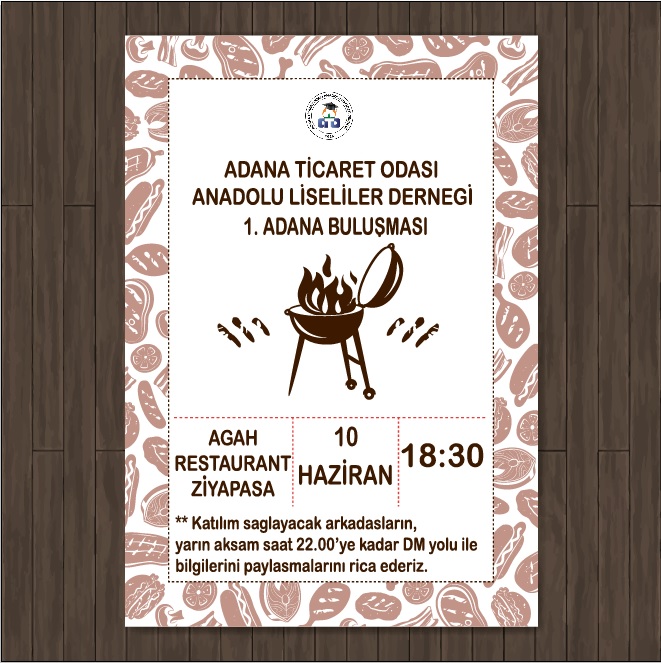 ADANA TİCARET ODASI
ANADOLU LİSELİLER DERNEGİ
1. ADANA BULUŞMASI
AGAH
RESTAURANT
ZİYAPASA
10
HAZİRAN
18:30
** Katılım saglayacak arkadasların,
yarın aksam saat 22.00'ye kadar DM yolu ile
bilgilerini paylasmalarını rica ederiz.